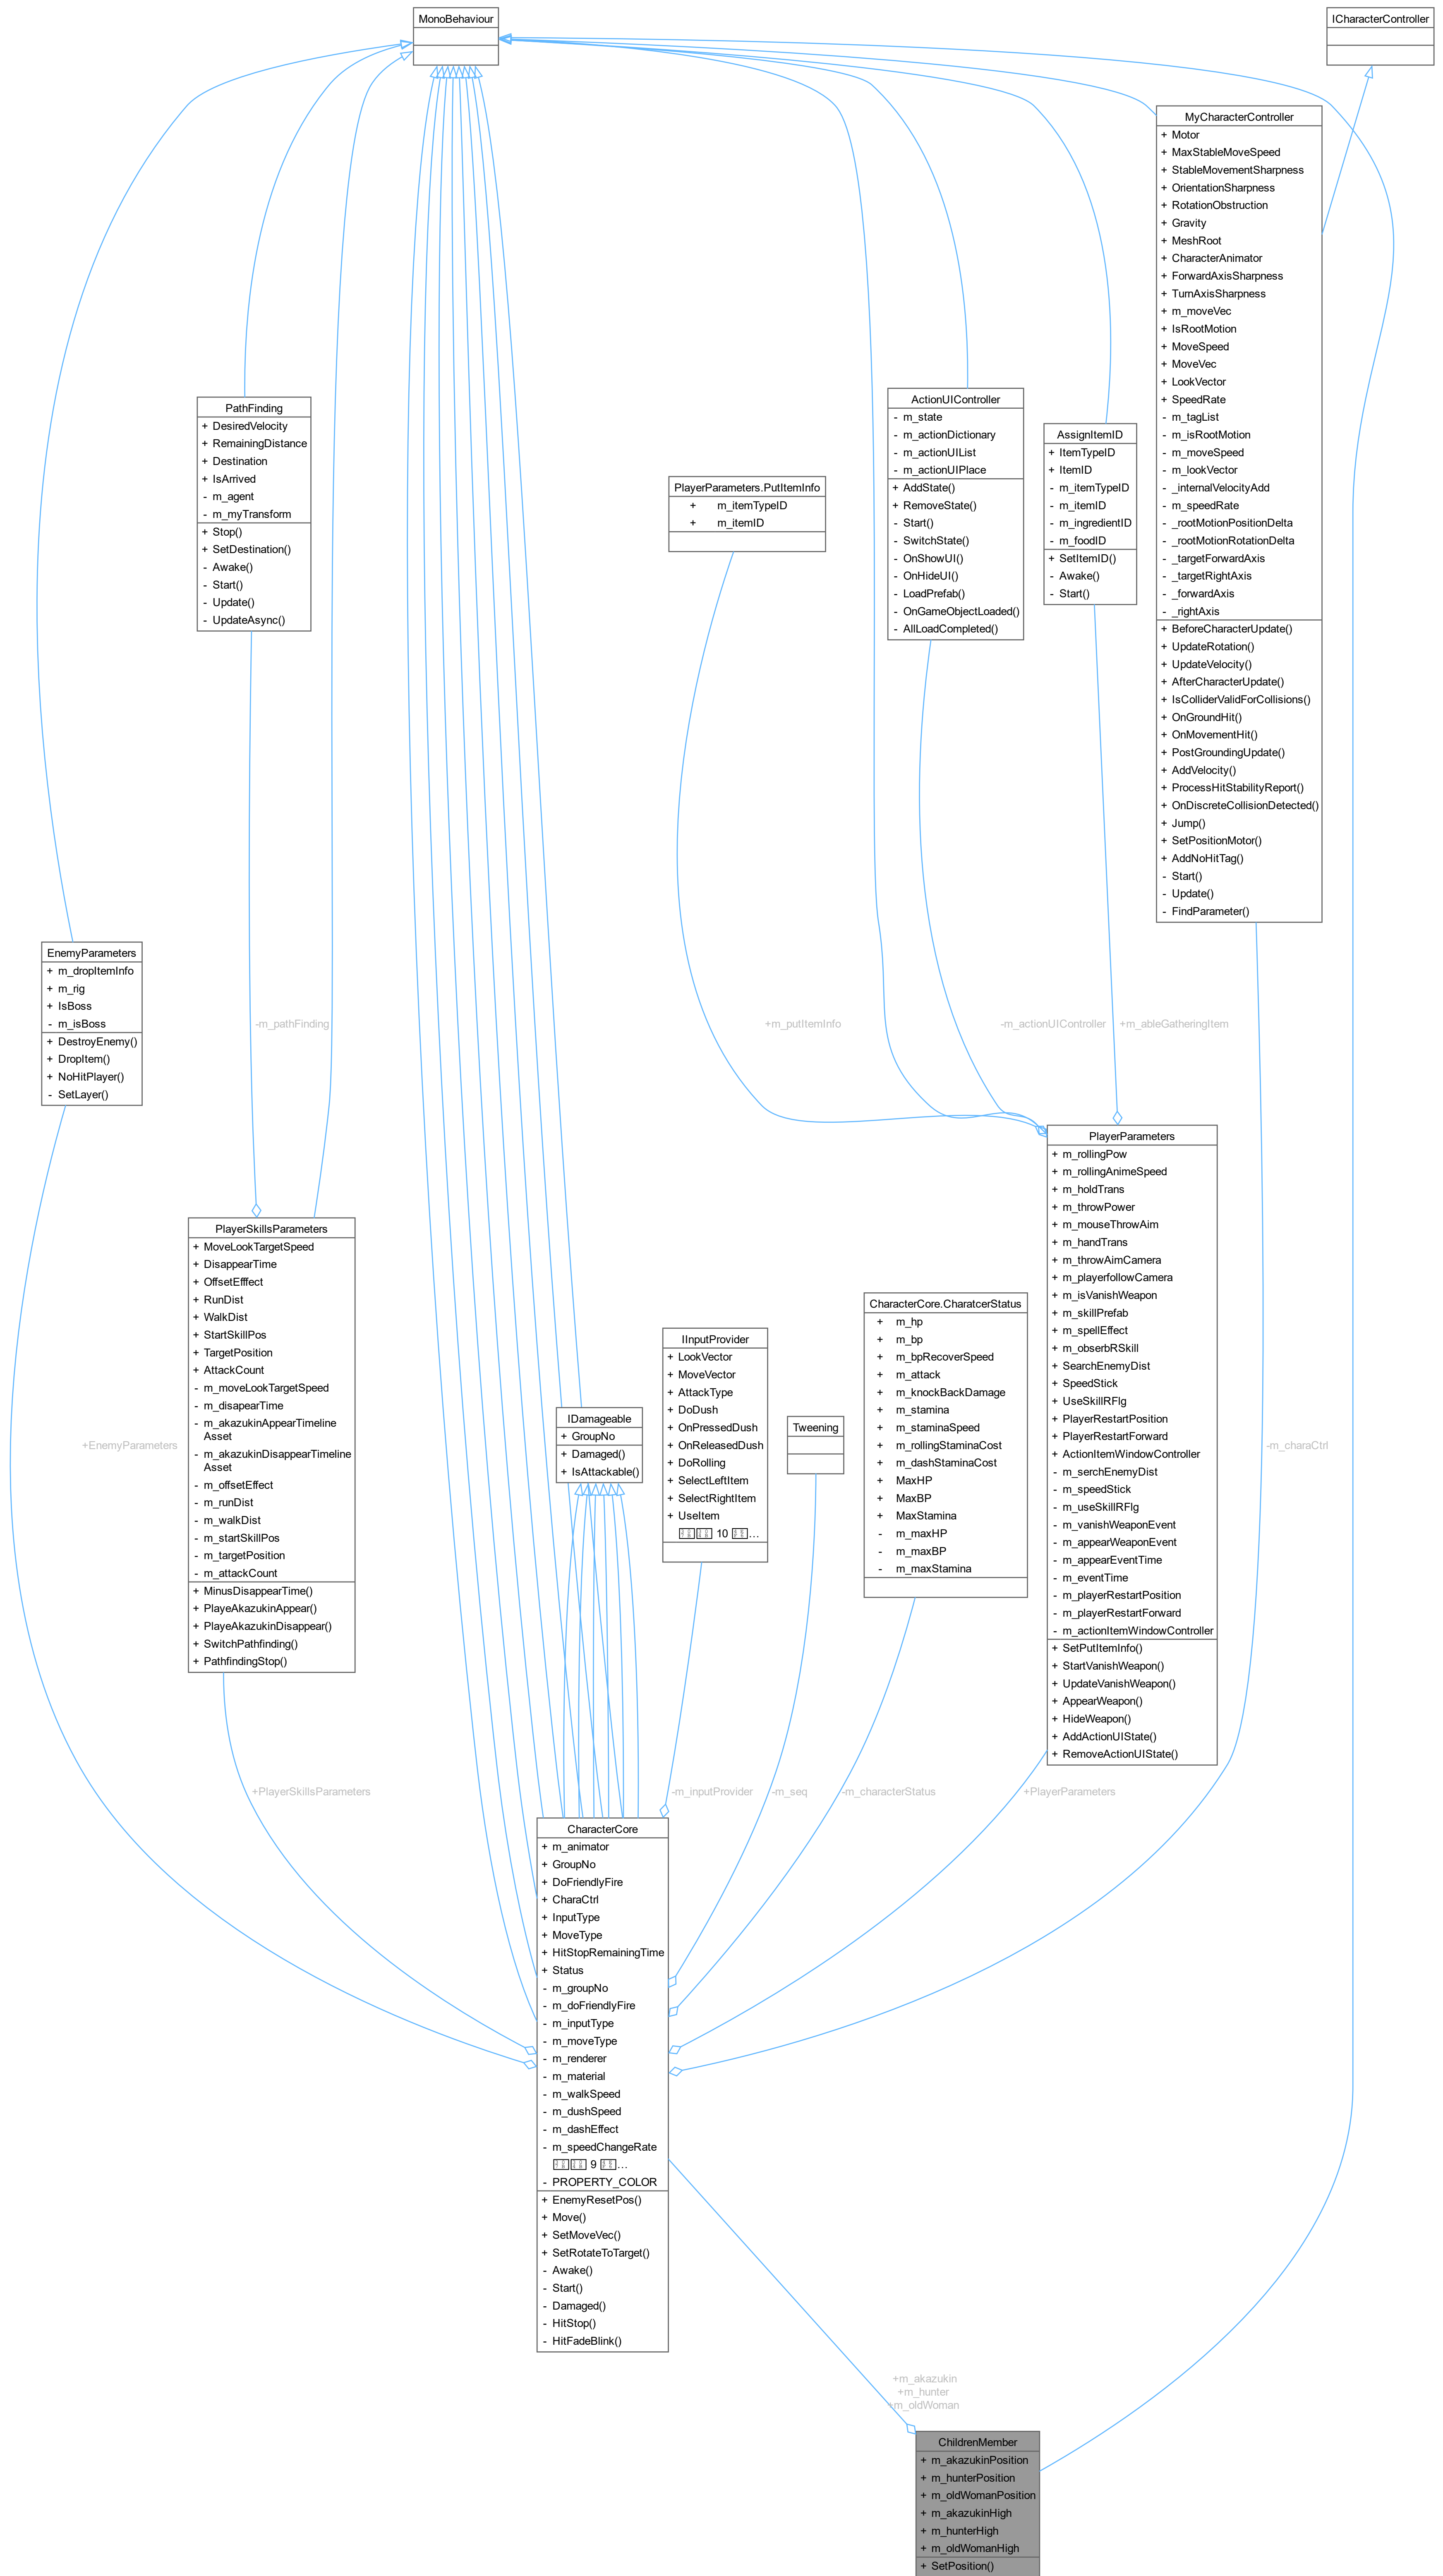 MonoBehaviour
ICharacterController
MyCharacterController
+ Motor
+ MaxStableMoveSpeed
+ StableMovementSharpness
+ OrientationSharpness
+ RotationObstruction
+ Gravity
+ MeshRoot
+ CharacterAnimator
+ ForwardAxisSharpness
+ TurnAxisSharpness
+ m_moveVec
+ IsRootMotion
+ MoveSpeed
+ MoveVec
+ LookVector
+ SpeedRate
- m_tagList
- m_isRootMotion
- m_moveSpeed
- m_lookVector
- _internalVelocityAdd
- m_speedRate
- _rootMotionPositionDelta
- _rootMotionRotationDelta
- _targetForwardAxis
- _targetRightAxis
- _forwardAxis
- _rightAxis
+ BeforeCharacterUpdate()
+ UpdateRotation()
+ UpdateVelocity()
+ AfterCharacterUpdate()
+ IsColliderValidForCollisions()
+ OnGroundHit()
+ OnMovementHit()
+ PostGroundingUpdate()
+ AddVelocity()
+ ProcessHitStabilityReport()
+ OnDiscreteCollisionDetected()
+ Jump()
+ SetPositionMotor()
+ AddNoHitTag()
- Start()
- Update()
- FindParameter()
PathFinding
+ DesiredVelocity
+ RemainingDistance
+ Destination
+ IsArrived
- m_agent
- m_myTransform
+ Stop()
+ SetDestination()
- Awake()
- Start()
- Update()
- UpdateAsync()
PlayerParameters.PutItemInfo
+ m_itemTypeID
+ m_itemID
ActionUIController
- m_state
- m_actionDictionary
- m_actionUIList
- m_actionUIPlace
+ AddState()
+ RemoveState()
- Start()
- SwitchState()
- OnShowUI()
- OnHideUI()
- LoadPrefab()
- OnGameObjectLoaded()
- AllLoadCompleted()
AssignItemID
+ ItemTypeID
+ ItemID
- m_itemTypeID
- m_itemID
- m_ingredientID
- m_foodID
+ SetItemID()
- Awake()
- Start()
EnemyParameters
+ m_dropItemInfo
+ m_rig
+ IsBoss
- m_isBoss
+ DestroyEnemy()
+ DropItem()
+ NoHitPlayer()
- SetLayer()
-m_pathFinding
+m_putItemInfo
-m_actionUIController
+m_ableGatheringItem
PlayerParameters
+ m_rollingPow
+ m_rollingAnimeSpeed
+ m_holdTrans
+ m_throwPower
+ m_mouseThrowAim
+ m_handTrans
+ m_throwAimCamera
+ m_playerfollowCamera
+ m_isVanishWeapon
+ m_skillPrefab
+ m_spellEffect
+ m_obserbRSkill
+ SearchEnemyDist
+ SpeedStick
+ UseSkillRFlg
+ PlayerRestartPosition
+ PlayerRestartForward
+ ActionItemWindowController
- m_serchEnemyDist
- m_speedStick
- m_useSkillRFlg
- m_vanishWeaponEvent
- m_appearWeaponEvent
- m_appearEventTime
- m_eventTime
- m_playerRestartPosition
- m_playerRestartForward
- m_actionItemWindowController
+ SetPutItemInfo()
+ StartVanishWeapon()
+ UpdateVanishWeapon()
+ AppearWeapon()
+ HideWeapon()
+ AddActionUIState()
+ RemoveActionUIState()
PlayerSkillsParameters
+ MoveLookTargetSpeed
+ DisappearTime
+ OffsetEfffect
+ RunDist
+ WalkDist
+ StartSkillPos
+ TargetPosition
+ AttackCount
- m_moveLookTargetSpeed
- m_disapearTime
- m_akazukinAppearTimeline
Asset
- m_akazukinDisappearTimeline
Asset
- m_offsetEffect
- m_runDist
- m_walkDist
- m_startSkillPos
- m_targetPosition
- m_attackCount
+ MinusDisappearTime()
+ PlayeAkazukinAppear()
+ PlayeAkazukinDisappear()
+ SwitchPathfinding()
+ PathfindingStop()
CharacterCore.CharatcerStatus
+ m_hp
+ m_bp
+ m_bpRecoverSpeed
+ m_attack
+ m_knockBackDamage
+ m_stamina
+ m_staminaSpeed
+ m_rollingStaminaCost
+ m_dashStaminaCost
+ MaxHP
+ MaxBP
+ MaxStamina
- m_maxHP
- m_maxBP
- m_maxStamina
IInputProvider
+ LookVector
+ MoveVector
+ AttackType
+ DoDush
+ OnPressedDush
+ OnReleasedDush
+ DoRolling
+ SelectLeftItem
+ SelectRightItem
+ UseItem
10 ...
IDamageable
+ GroupNo
+ Damaged()
+ IsAttackable()
Tweening
+EnemyParameters
-m_charaCtrl
+PlayerSkillsParameters
-m_inputProvider
-m_seq
-m_characterStatus
+PlayerParameters
CharacterCore
+ m_animator
+ GroupNo
+ DoFriendlyFire
+ CharaCtrl
+ InputType
+ MoveType
+ HitStopRemainingTime
+ Status
- m_groupNo
- m_doFriendlyFire
- m_inputType
- m_moveType
- m_renderer
- m_material
- m_walkSpeed
- m_dushSpeed
- m_dashEffect
- m_speedChangeRate
9 ...
- PROPERTY_COLOR
+ EnemyResetPos()
+ Move()
+ SetMoveVec()
+ SetRotateToTarget()
- Awake()
- Start()
- Damaged()
- HitStop()
- HitFadeBlink()
+m_akazukin
+m_hunter
+m_oldWoman
ChildrenMember
+ m_akazukinPosition
+ m_hunterPosition
+ m_oldWomanPosition
+ m_akazukinHigh
+ m_hunterHigh
+ m_oldWomanHigh
+ SetPosition()